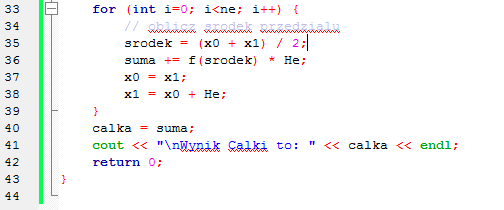 33 for (int i=0; i<ne; i++) {
34 // oblicz srodek przedzialu
35 srodek = (x0 + x1) / 2;
36 suma += f(srodek) * He;
37 x0 = x1;
38 x1 = x0 + He;
39 }
40 calka = suma;
41 cout << "\nWynik Calki to: " << calka << endl;
42 return 0;
43 }
44